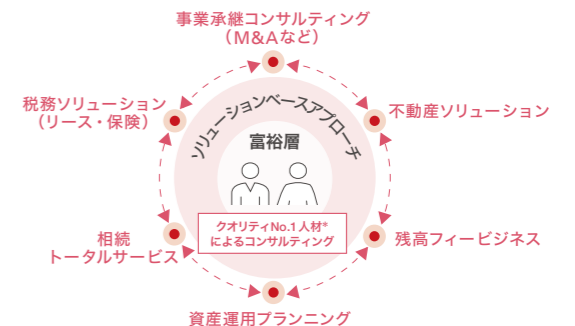 事業承継コンサルティング
（M&Aなど）
税務ソリューション
（リース・保険）
不動産ソリューション
ソリューションベースアプローチ
富裕層
クオリティNo.1人材*
によるコンサルティング
相続
トータルサービス
残高フィービジネス
資産運用プランニング